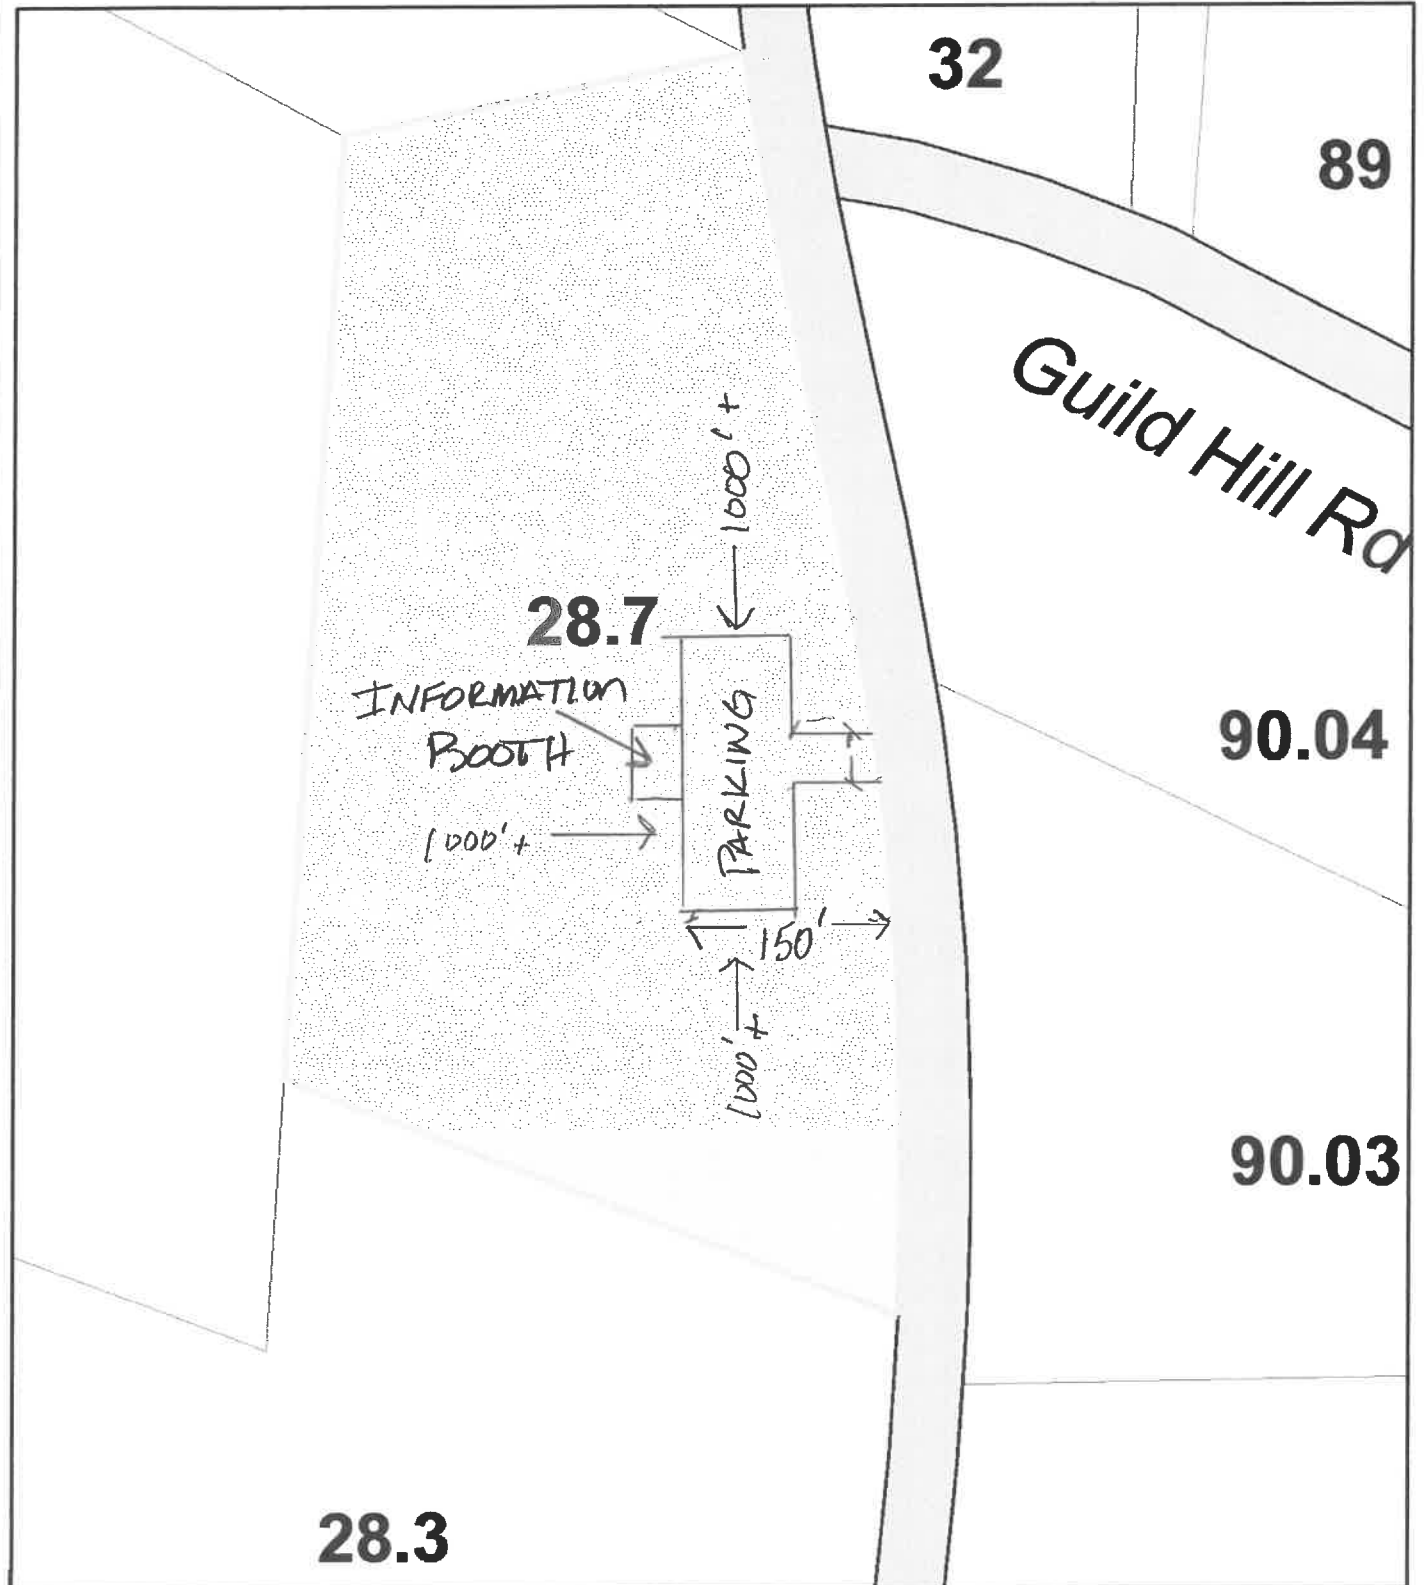 32
89
Guild Hill Rd
1000'+
28.7
INFORMATION
BOOTH
PARKING
90.04
1000'+
150'
1000'+
90.03
28.3